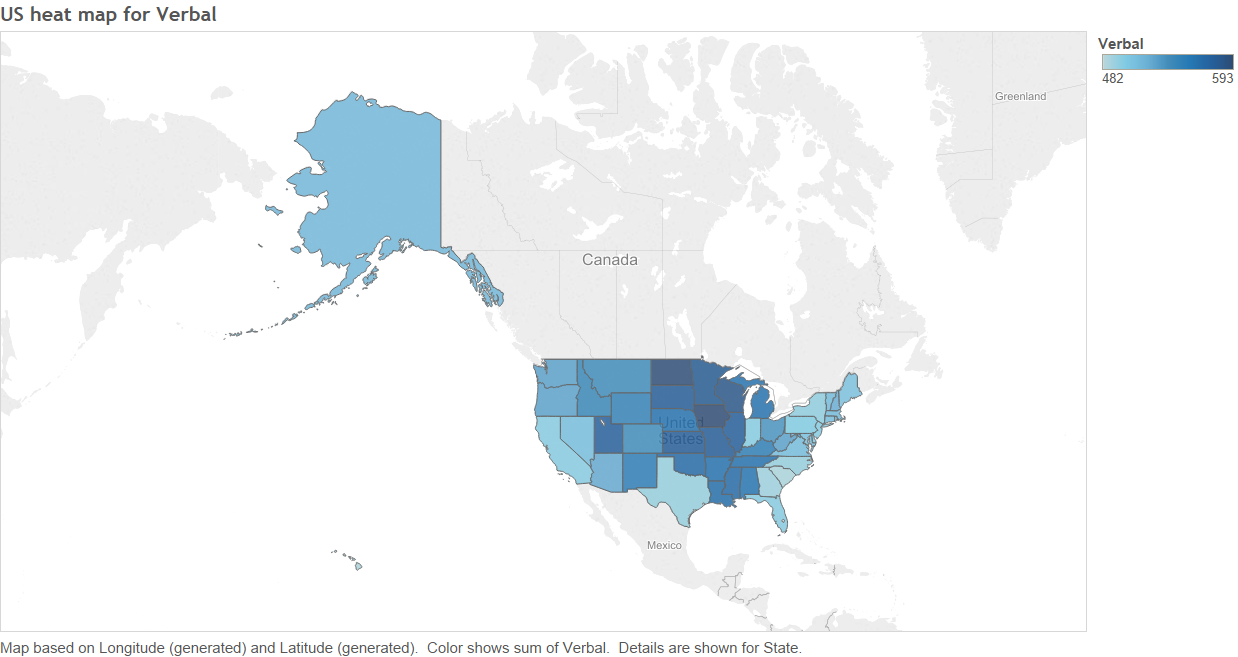 US heat map for Verbal
Verbal
482 593
Greenland
Canada
United
States
Mexico
Map based on Longitude (generated) and Latitude (generated).  Color shows sum of Verbal.  Details are shown for State.